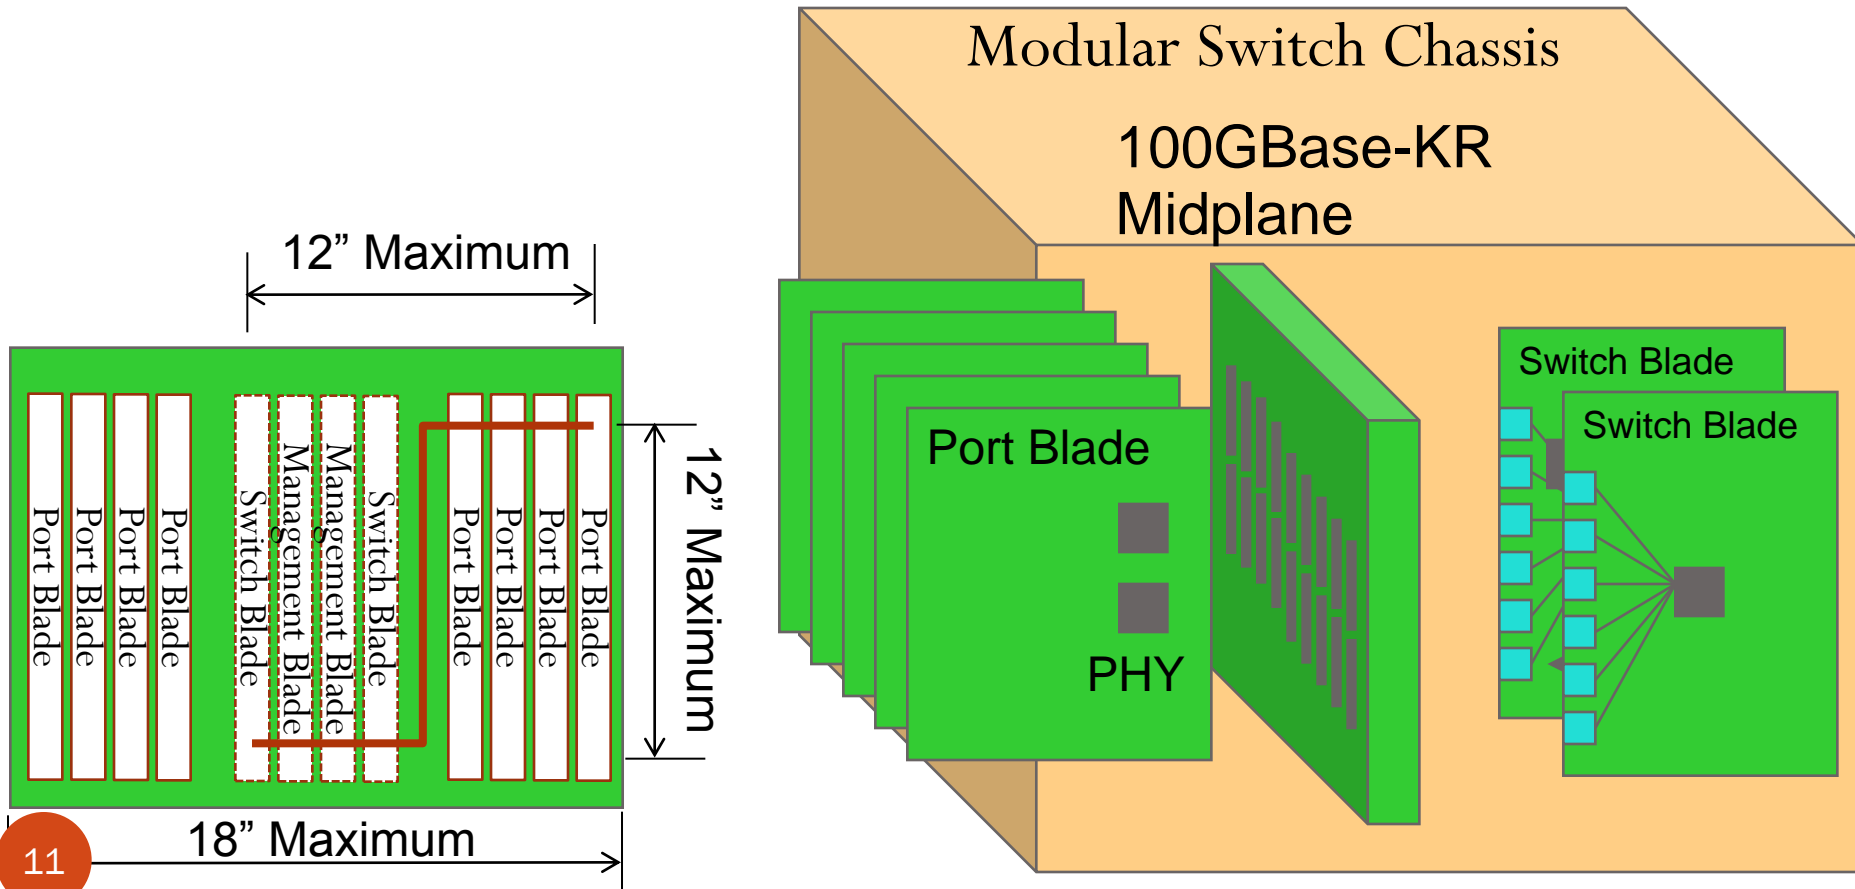 Modular Switch Chassis
100GBase-KR
Midplane
12” Maximum
Port Blade
Port Blade
Port Blade
Port Blade
Switch Blade
Management Blade
Management Blade
Switch Blade
Port Blade
Port Blade
Port Blade
Port Blade
12” Maximum
18” Maximum
11
Port Blade
PHY
Switch Blade
Switch Blade